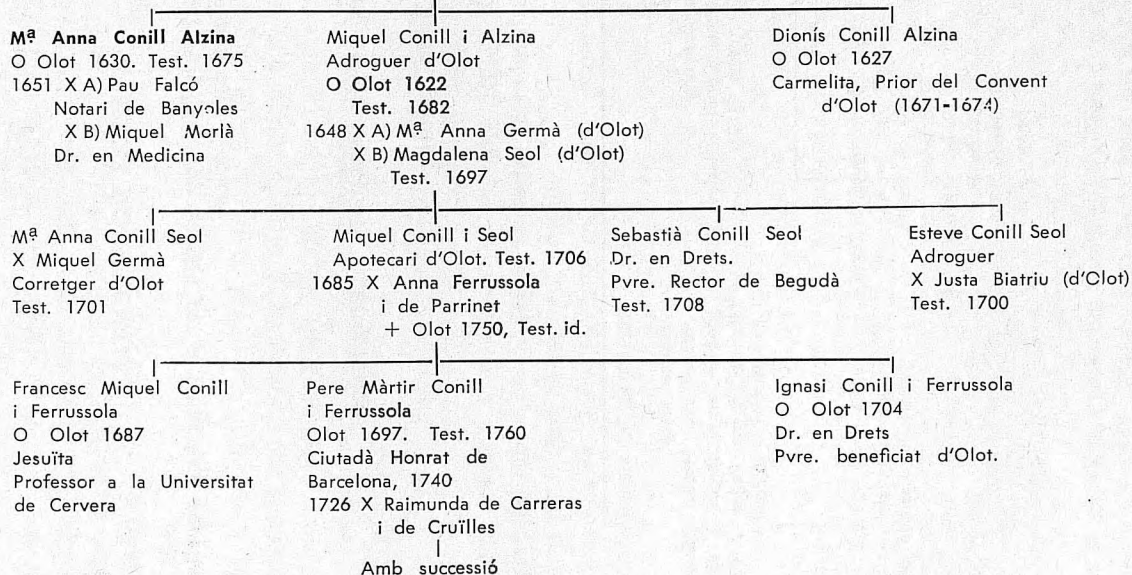 Mª Anna Conill Alzina
O Olot 1630. Test. 1675
1651 X A) Pau Falcó
Notari de Banyoles
X B) Miquel Morlà
Dr. en Medicina
Miquel Conill i Alzina
Adroguer d'Olot
O Olot 1622
Test. 1682
1648 X A) Mª Anna Germà (d'Olot)
X B) Magdalena Seol (d'Olot)
Test. 1697
Dionís Conill Alzina
O Olot 1627
Carmelita, Prior del Convent
d'Olot (1671-1674)
Mª Anna Conill Seol
X Miquel Germà
Corretger d'Olot
Test. 1701
Miquel Conill i Seol
Apotecari d'Olot. Test. 1706
1685 X Anna Ferrussola
i de Parrinet
+ Olot 1750, Test. id.
Sebastià Conill Seol
Dr. en Drets.
Pvre. Rector de Begudà
Test. 1708
Esteve Conill Seol
Adroguer
X Justa Biatriu (d'Olot)
Test. 1700
Francesc Miquel Conill
i Ferrussola
O Olot 1687
Jesuïta
Professor a la Universitat
de Cervera
Pere Màrtir Conill
i Ferrussola
Olot 1697. Test. 1760
Ciutadà Honrat de
Barcelona, 1740
1726 X Raimunda de Carreras
i de Cruïlles
Amb successió
Ignasi Conill i Ferrussola
O Olot 1704
Dr. en Drets
Pvre. beneficiat d'Olot.